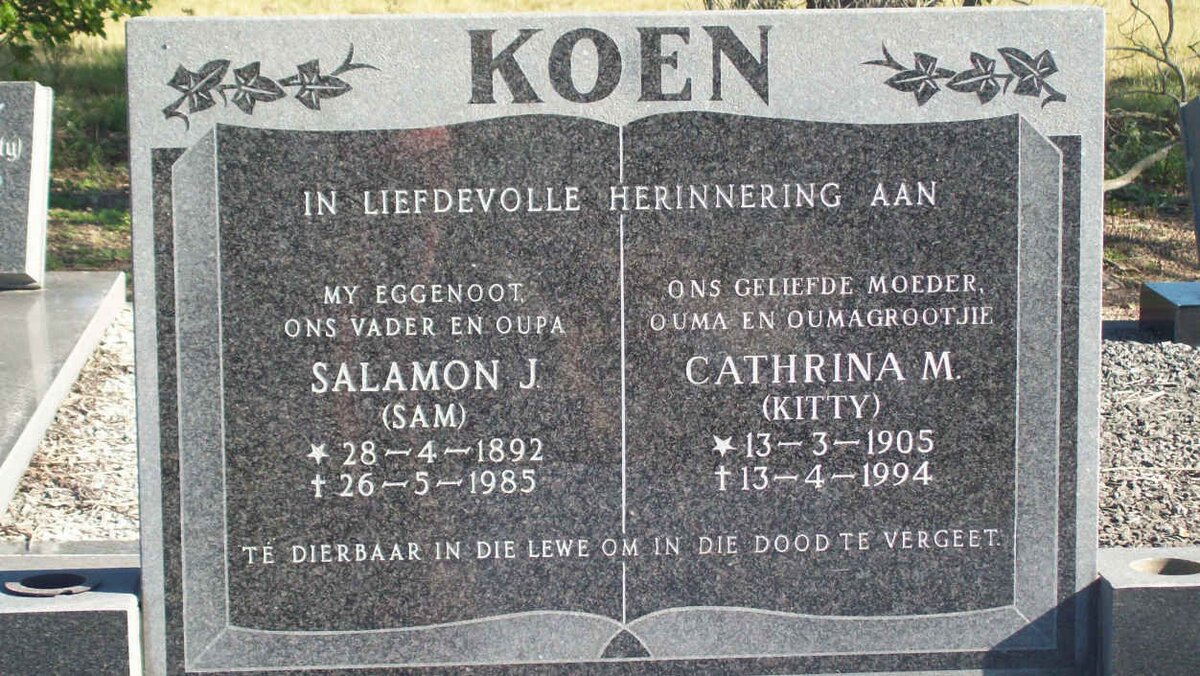 KOEN
IN LIEFDEVOLLE HERINNERING AAN
MY EGGENOOT,
ONS VADER EN OUPA
SALAMON J.
(SAM)
★ 28-4-1892
† 26-5-1985
ONS GELIEFDE MOEDER,
OUMA EN OUMAGROOTJIE
CATHRINA M.
(KITTY)
★ 13-3-1905
† 13-4-1994
TÉ DIERBAAR IN DIE LEWE OM IN DIE DOOD TE VERGEET.